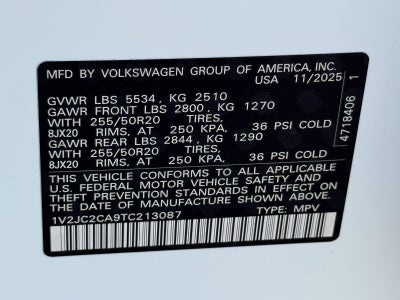 MFD BY VOLKSWAGEN GROUP OF AMERICA, INC.
USA 11/2025
GVWR LBS 5534, KG 2510
GAWR FRONT LBS 2800, KG 1270
WITH 255/50R20 TIRES,
8JX20 RIMS, AT 250 KPA, 36 PSI COLD
GAWR REAR LBS 2844, KG 1290
WITH 255/50R20 TIRES,
8JX20 RIMS, AT 250 KPA, 36 PSI COLD
THIS VEHICLE CONFORMS TO ALL APPLICABLE
U.S. FEDERAL MOTOR VEHICLE SAFETY AND
THEFT PREVENTION STANDARDS IN EFFECT ON
THE DATE OF MANUFACTURE SHOWN ABOVE.
1V2JC2CA9TC213087 TYPE: MPV
4718406 1